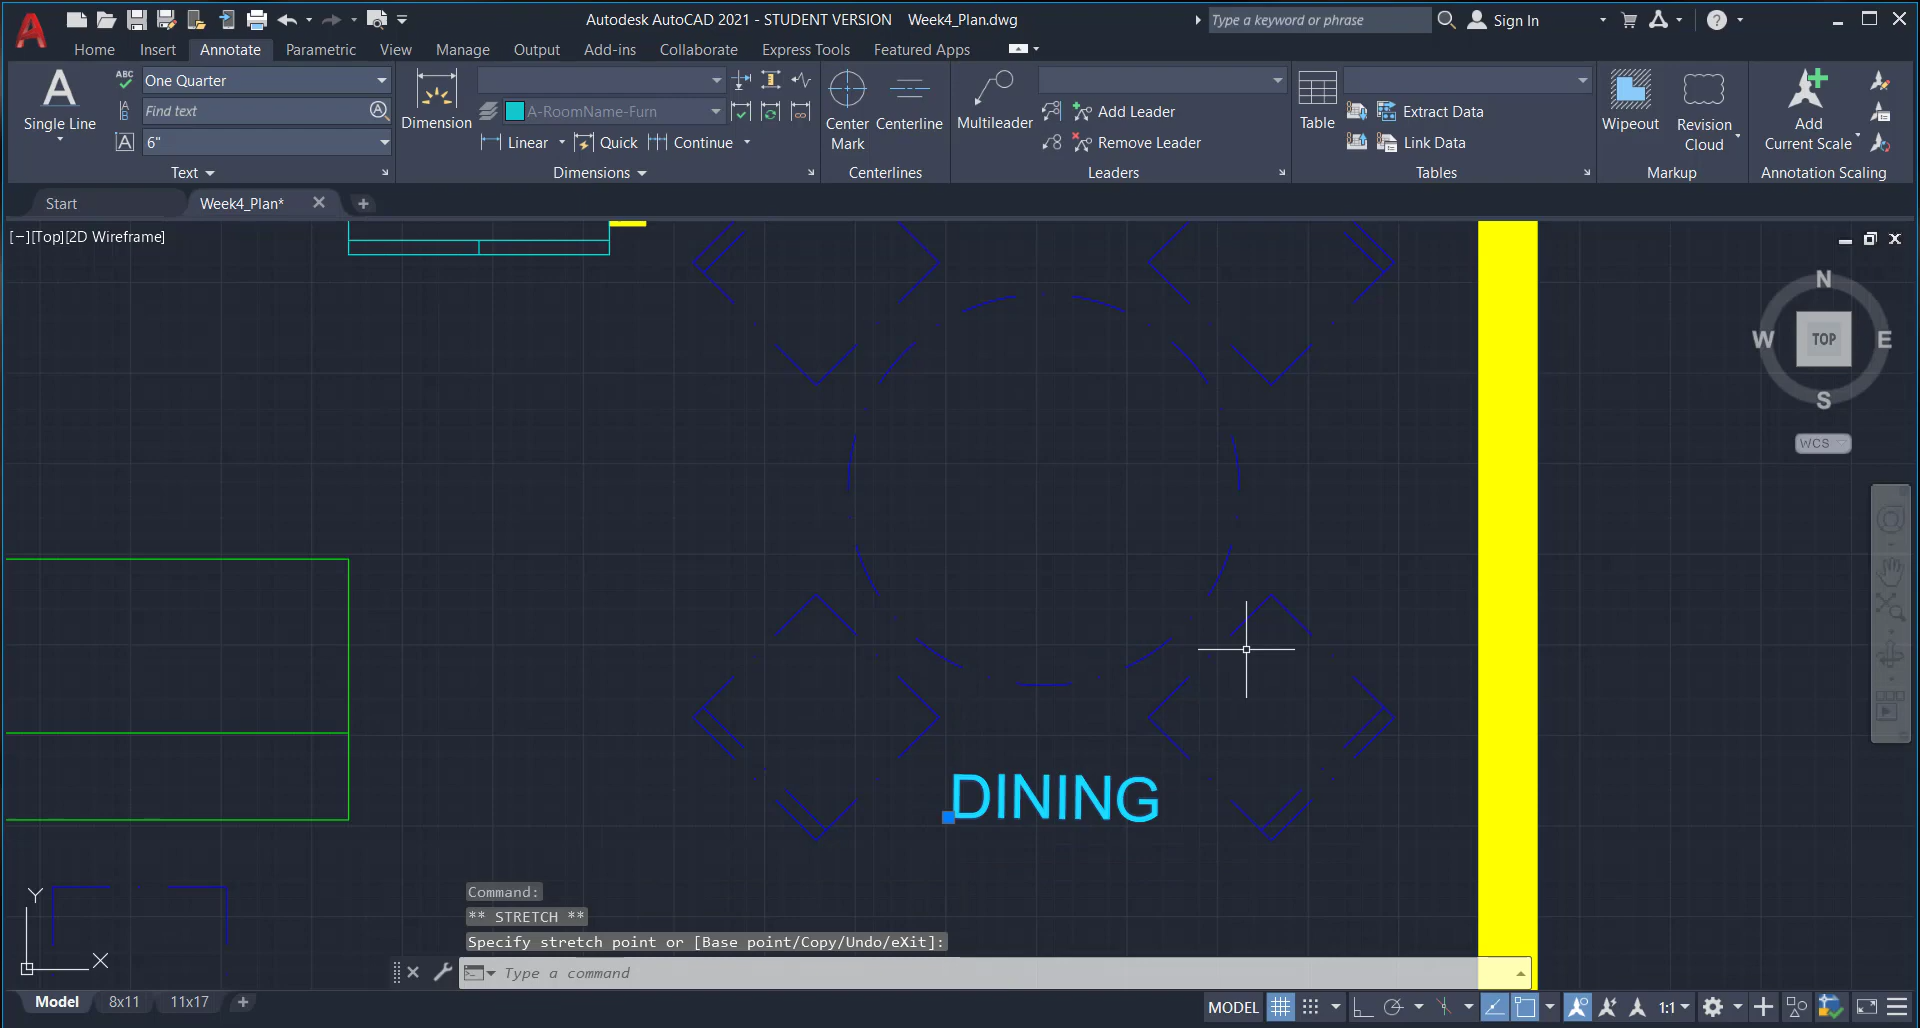 Autodesk AutoCAD 2021 - STUDENT VERSION Week4_Plan.dwg
Type a keyword or phrase
Sign In
Home Insert Annotate Parametric View Manage Output Add-ins Collaborate Express Tools Featured Apps
A
Single Line
ABC
One Quarter
Find text
6"
Text
Dimension
A-RoomName-Furn
Linear Quick Continue
Dimensions
Center Mark
Centerline
Centerlines
Multileader
Add Leader
Remove Leader
Leaders
Table
Extract Data
Link Data
Tables
Wipeout
Revision Cloud
Markup
Add Current Scale
Annotation Scaling
Start
Week4_Plan*
[−][Top][2D Wireframe]
N
W TOP E
S
WCS
DINING
Y
X
Command:
** STRETCH **
Specify stretch point or [Base point/Copy/Undo/eXit]:
Type a command
Model 8x11 11x17
MODEL
1:1